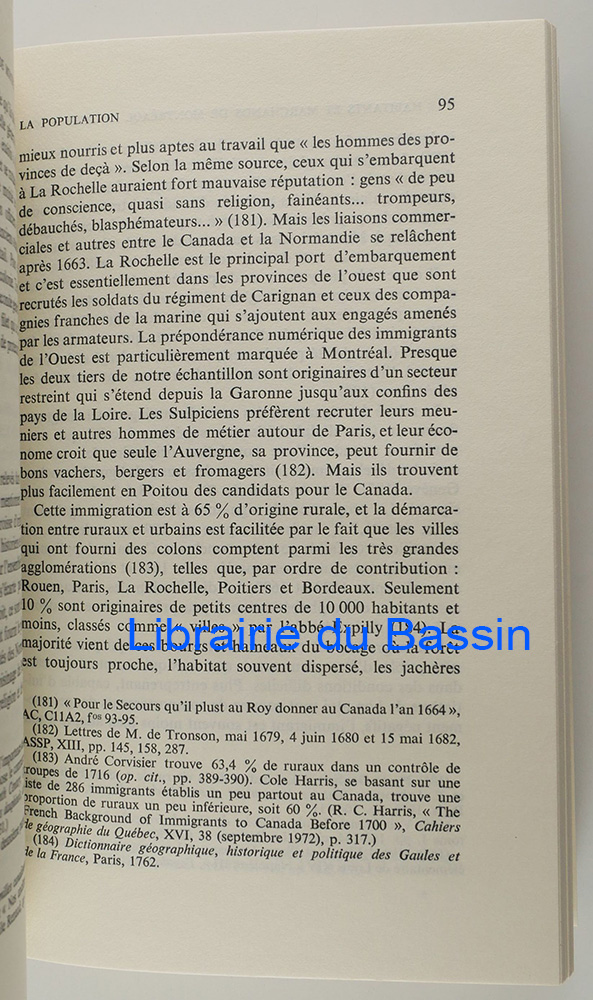 LA POPULATION 95
mieux nourris et plus aptes au travail que « les hommes des pro-
vinces de deçà ». Selon la même source, ceux qui s'embarquent
à La Rochelle auraient fort mauvaise réputation : gens « de peu
de conscience, quasi sans religion, fainéants... trompeurs,
débauchés, blasphémateurs... » (181). Mais les liaisons commer-
ciales et autres entre le Canada et la Normandie se relâchent
après 1663. La Rochelle est le principal port d'embarquement
et c'est essentiellement dans les provinces de l'ouest que sont
recrutés les soldats du régiment de Carignan et ceux des compa-
gnies franches de la marine qui s'ajoutent aux engagés amenés
par les armateurs. La prépondérance numérique des immigrants
de l'Ouest est particulièrement marquée à Montréal. Presque
les deux tiers de notre échantillon sont originaires d'un secteur
restreint qui s'étend depuis la Garonne jusqu'aux confins des
pays de la Loire. Les Sulpiciens préfèrent recruter leurs meu-
niers et autres hommes de métier autour de Paris, et leur éco-
nome croit que seule l'Auvergne, sa province, peut fournir de
bons vachers, bergers et fromagers (182). Mais ils trouvent
plus facilement en Poitou des candidats pour le Canada.
Cette immigration est à 65 % d'origine rurale, et la démarca-
tion entre ruraux et urbains est facilitée par le fait que les villes
qui ont fourni des colons comptent parmi les très grandes
agglomérations (183), telles que, par ordre de contribution :
Rouen, Paris, La Rochelle, Poitiers et Bordeaux. Seulement
10 % sont originaires de petits centres de 10 000 habitants et
moins, classés comme « villes » par l'abbé Expilly (184). La
majorité vient de ces bourgs et hameaux du bocage où la forêt
est toujours proche, l'habitat souvent dispersé, les jachères
Librairie du Bassin
(181) « Pour le Secours qu'il plust au Roy donner au Canada l'an 1664 »,
AC, C11A2, fos 93-95.
(182) Lettres de M. de Tronson, mai 1679, 4 juin 1680 et 15 mai 1682,
ASSP, XIII, pp. 145, 158, 287.
(183) André Corvisier trouve 63,4 % de ruraux dans un contrôle de
troupes de 1716 (op. cit., pp. 389-390). Cole Harris, se basant sur une
liste de 286 immigrants établis un peu partout au Canada, trouve une
proportion de ruraux un peu inférieure, soit 60 %. (R. C. Harris, « The
French Background of Immigrants to Canada Before 1700 », Cahiers
de géographie du Québec, XVI, 38 (septembre 1972), p. 317.)
(184) Dictionnaire géographique, historique et politique des Gaules et
de la France, Paris, 1762.